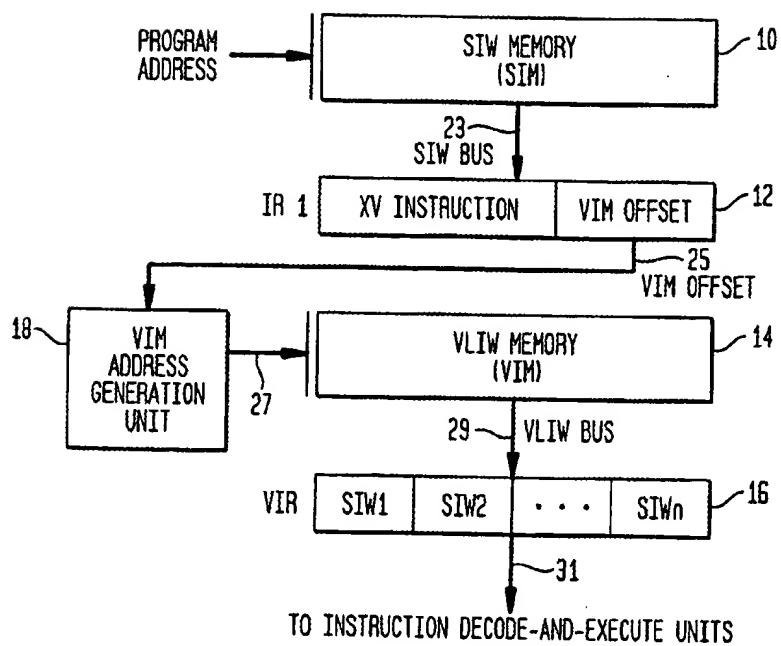 PROGRAM
ADDRESS
SIW MEMORY
(SIM)
10
23
SIW BUS
IR 1
XV INSTRUCTION
VIM OFFSET
12
25
VIM OFFSET
18
VIM
ADDRESS
GENERATION
UNIT
27
VLIW MEMORY
(VIM)
14
29
VLIW BUS
VIR
SIW1
SIW2
• • •
SIWn
16
31
TO INSTRUCTION DECODE-AND-EXECUTE UNITS